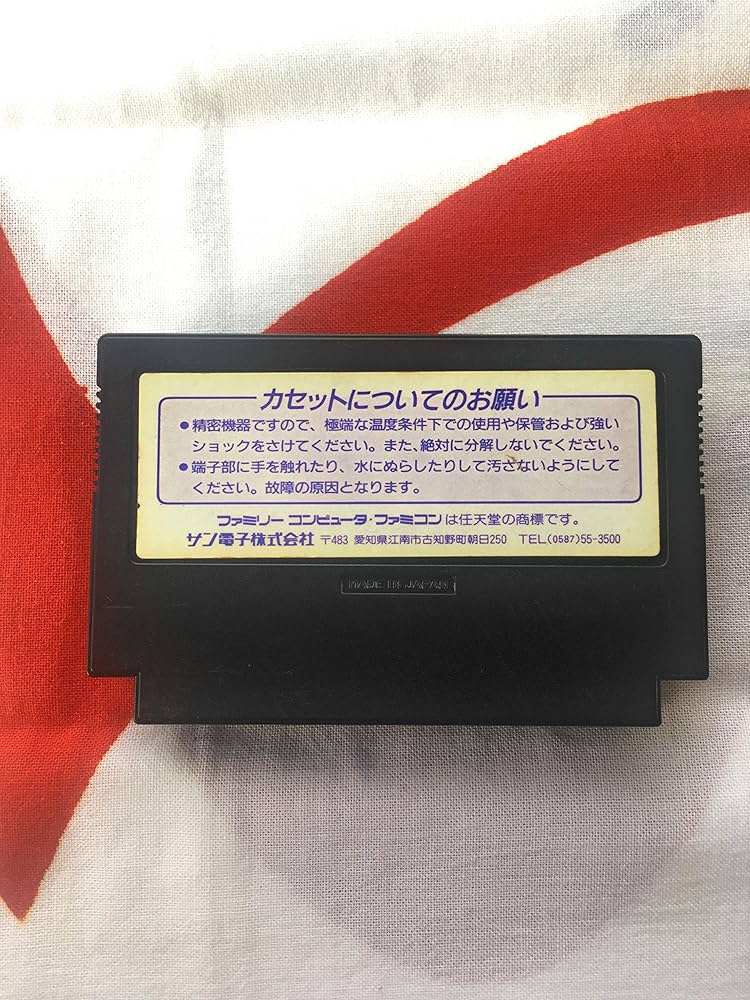 カセットについてのお願い
●精密機器ですので、極端な温度条件下での使用や保管および強い
ショックをさけてください。また、絶対に分解しないでください。
●端子部に手を触れたり、水にぬらしたりして汚さないようにして
ください。故障の原因となります。
ファミリー コンピュータ・ファミコンは任天堂の商標です。
サン電子株式会社 〒483 愛知県江南市古知野町朝日250 TEL(0587)55-3500
MADE IN JAPAN